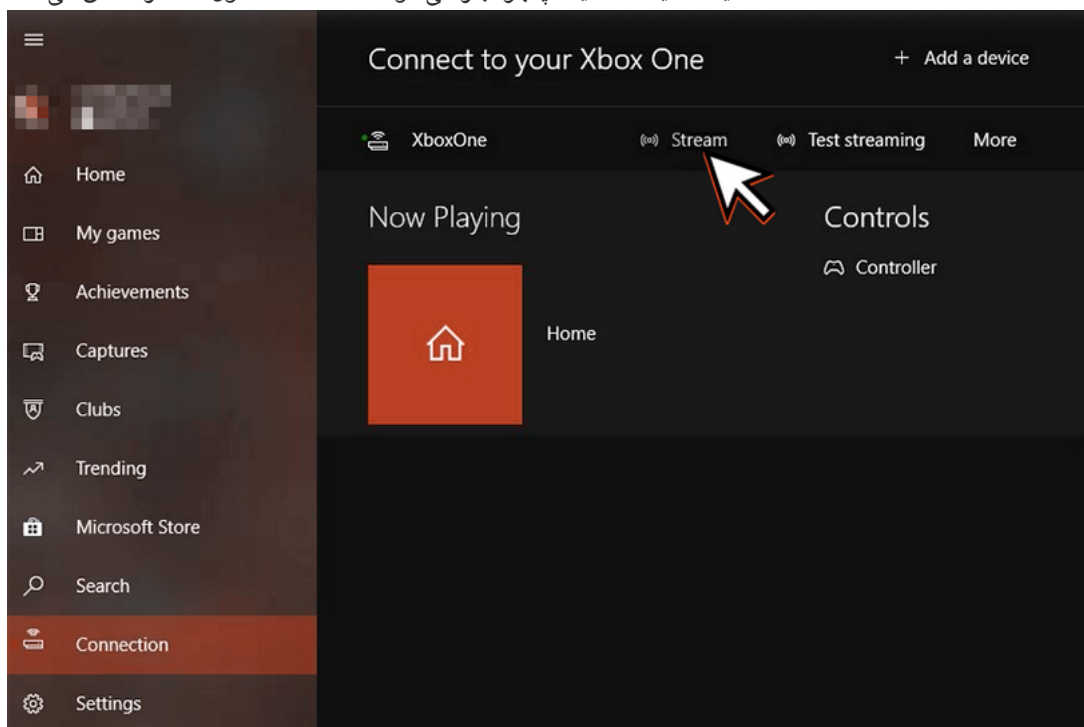 Connect to your Xbox One
+ Add a device
XboxOne
Stream
Test streaming
More
Home
My games
Achievements
Captures
Clubs
Trending
Microsoft Store
Search
Connection
Settings
Now Playing
Home
Controls
Controller